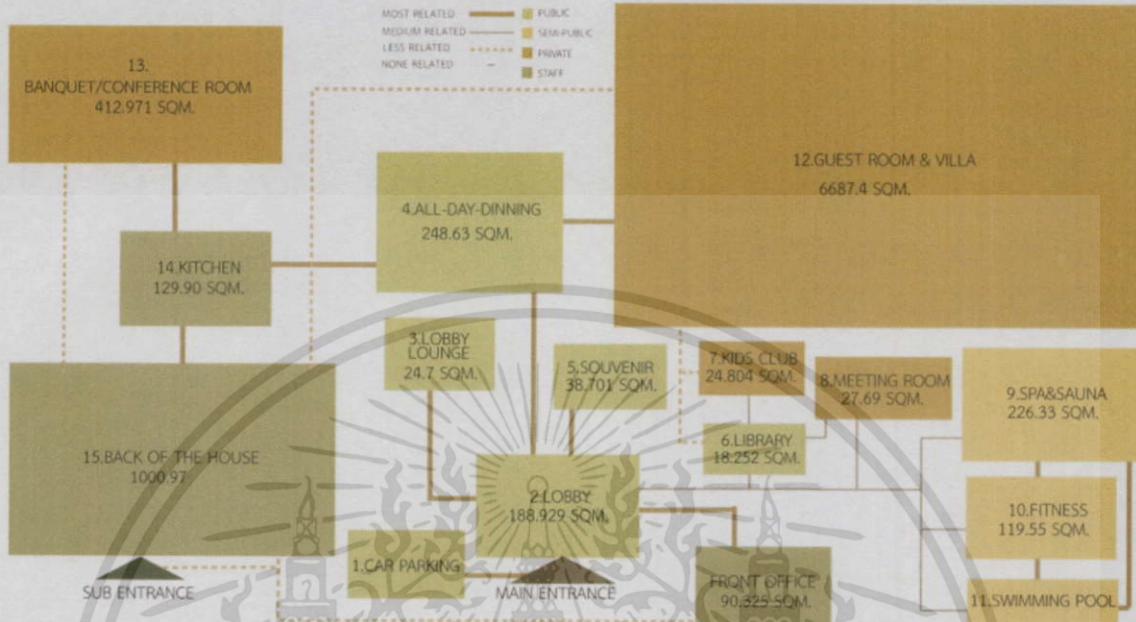 MOST RELATED
MEDIUM RELATED
LESS RELATED
NONE RELATED
PUBLIC
SEMI-PUBLIC
PRIVATE
STAFF
13.
BANQUET/CONFERENCE ROOM
412.971 SQM.
12.GUEST ROOM & VILLA
6687.4 SQM.
4.ALL-DAY-DINNING
248.63 SQM.
14.KITCHEN
129.90 SQM.
3.LOBBY
LOUNGE
24.7 SQM.
5.SOUVENIR
38.701 SQM.
7.KIDS CLUB
24.804 SQM.
8.MEETING ROOM
27.69 SQM.
9.SPA&SAUNA
226.33 SQM.
6.LIBRARY
18.252 SQM.
15.BACK OF THE HOUSE
1000.97
2.LOBBY
188.929 SQM.
10.FITNESS
119.55 SQM.
1.CAR PARKING
FRONT OFFICE
90.325 SQM.
11.SWIMMING POOL
SUB ENTRANCE
MAIN ENTRANCE